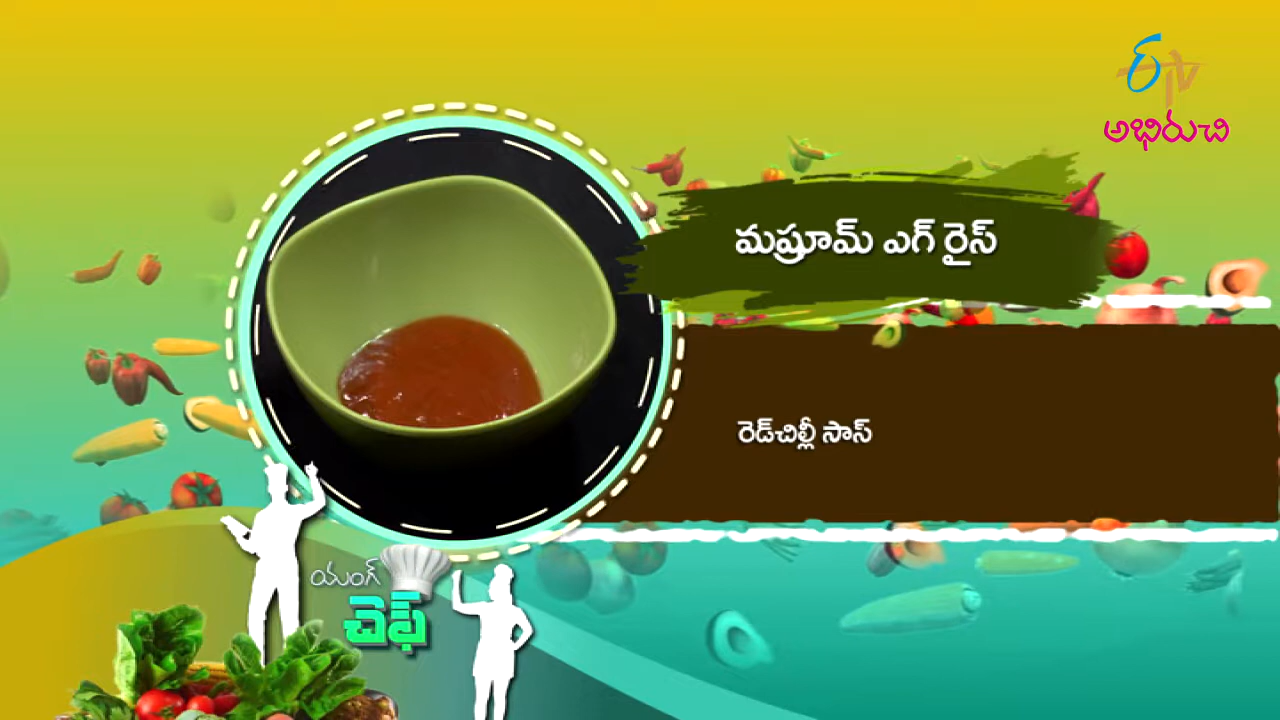 ETV
అభిరుచి
మష్రూమ్ ఎగ్ రైస్
రెడ్‌చిల్లీ సాస్
యంగ్
చెఫ్